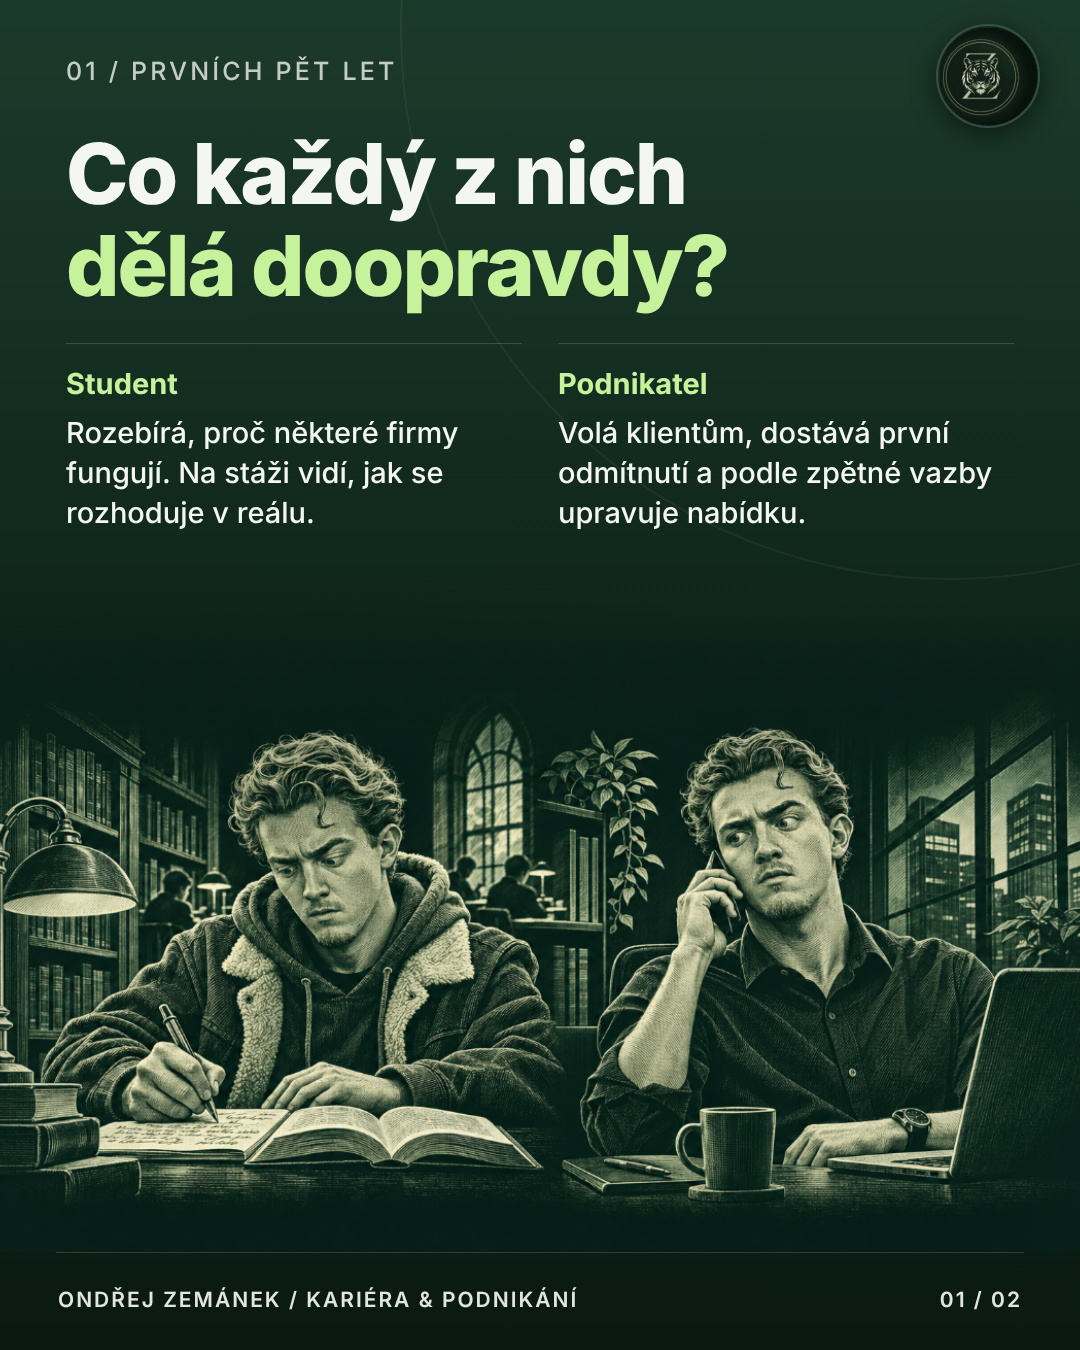 01 / PRVNÍCH PĚT LET
Co každý z nich
dělá doopravdy?
Student
Rozebírá, proč některé firmy
fungují. Na stáži vidí, jak se
rozhoduje v reálu.
Podnikatel
Volá klientům, dostává první
odmítnutí a podle zpětné vazby
upravuje nabídku.
ONDŘEJ ZEMÁNEK / KARIÉRA & PODNIKÁNÍ
01 / 02